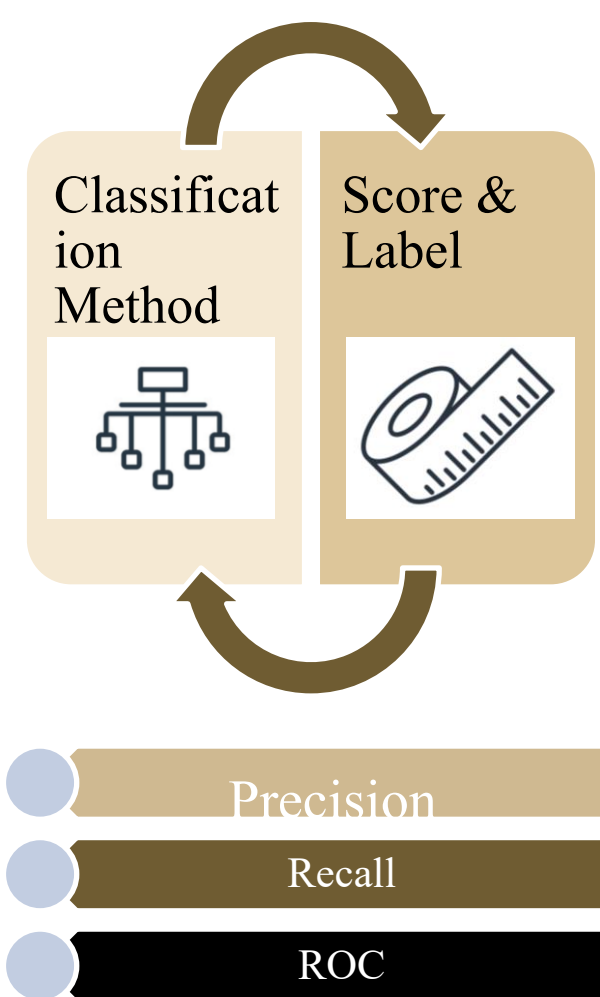 Classificat
ion
Method
Score &
Label
Precision
Recall
ROC